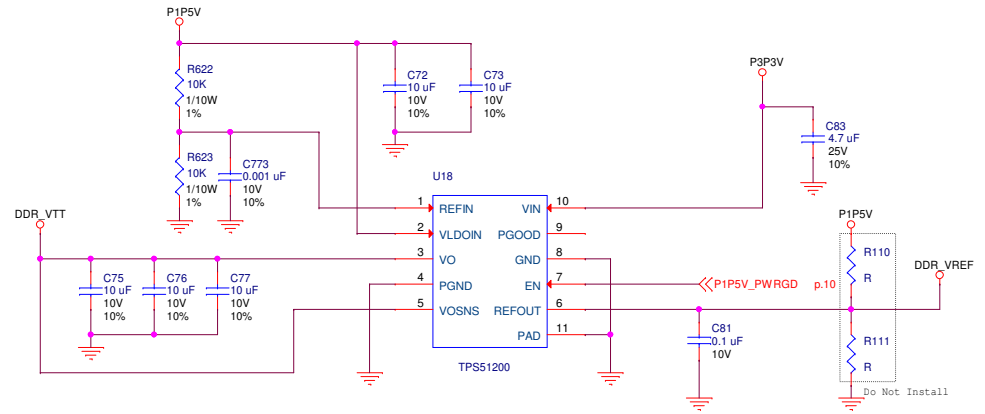 P1P5V
R622
10K
1/10W
1%
C72
10 uF
10V
10%
C73
10 uF
10V
10%
P3P3V
C83
4.7 uF
25V
10%
R623
10K
1/10W
1%
C773
0.001 uF
10V
10%
U18
1 REFIN VIN 10
2 VLDOIN PGOOD 9
3 VO GND 8
4 PGND EN 7
5 VOSNS REFOUT 6
PAD 11
TPS51200
DDR_VTT
C75
10 uF
10V
10%
C76
10 uF
10V
10%
C77
10 uF
10V
10%
P1P5V_PWRGD p.10
C81
0.1 uF
10V
P1P5V
R110
R
DDR_VREF
R111
R
Do Not Install